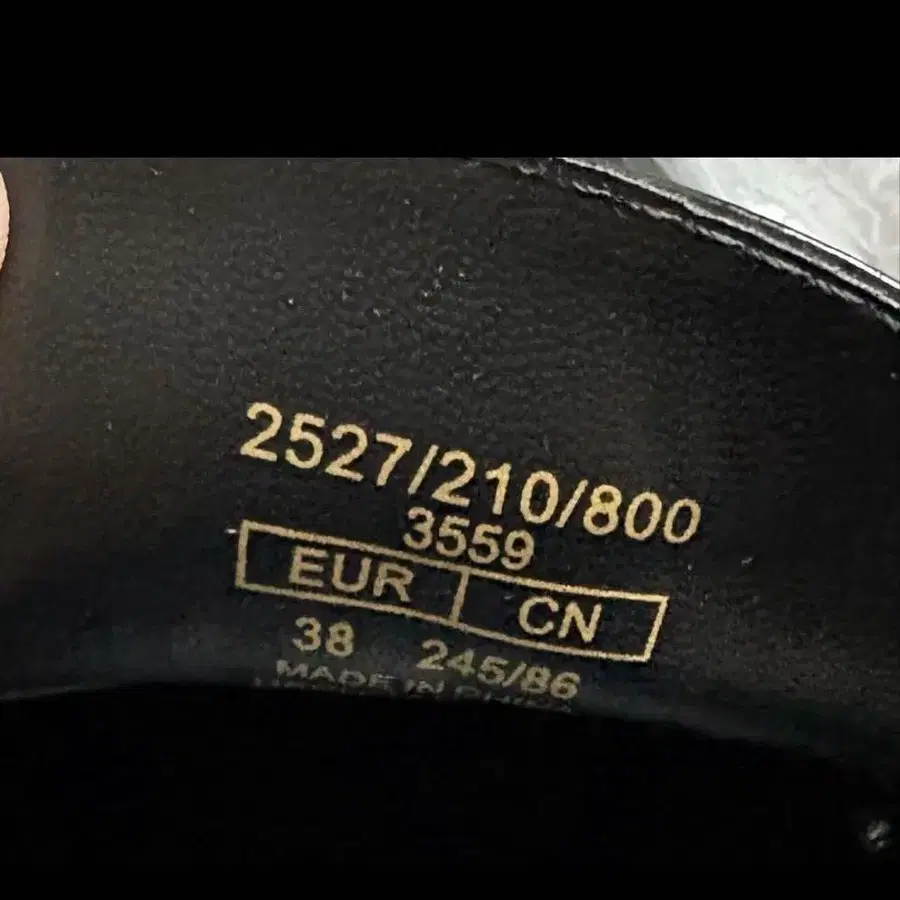 2527/210/800
3559
EUR CN
38 245/86
MADE IN CHINA